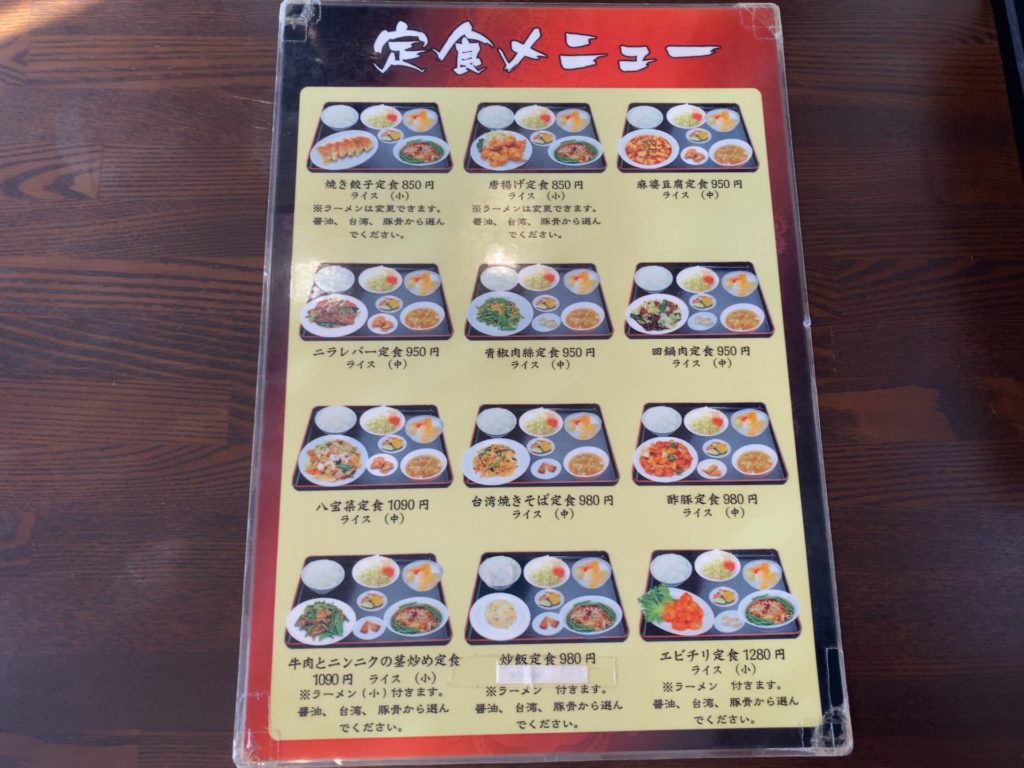 定食メニュー
焼き餃子定食 850円
ライス （小）
※ラーメンは変更できます。
醤油、台湾、豚骨から選ん
でください。
唐揚げ定食 850円
ライス （小）
※ラーメンは変更できます。
醤油、台湾、豚骨から選ん
でください。
麻婆豆腐定食 950円
ライス （中）
ニラレバー定食 950円
ライス （中）
青椒肉絲定食 950円
ライス （中）
回鍋肉定食 950円
ライス （中）
八宝菜定食 1090円
ライス （中）
台湾焼きそば定食 980円
ライス （中）
酢豚定食 980円
ライス （中）
牛肉とニンニクの茎炒め定食
1090円 ライス （小）
※ラーメン（小）付きます。
醤油、台湾、豚骨から選ん
でください。
炒飯定食 980円
※ラーメン 付きます。
醤油、台湾、豚骨から選ん
でください。
エビチリ定食 1280円
ライス （小）
※ラーメン 付きます。
醤油、台湾、豚骨から選ん
でください。